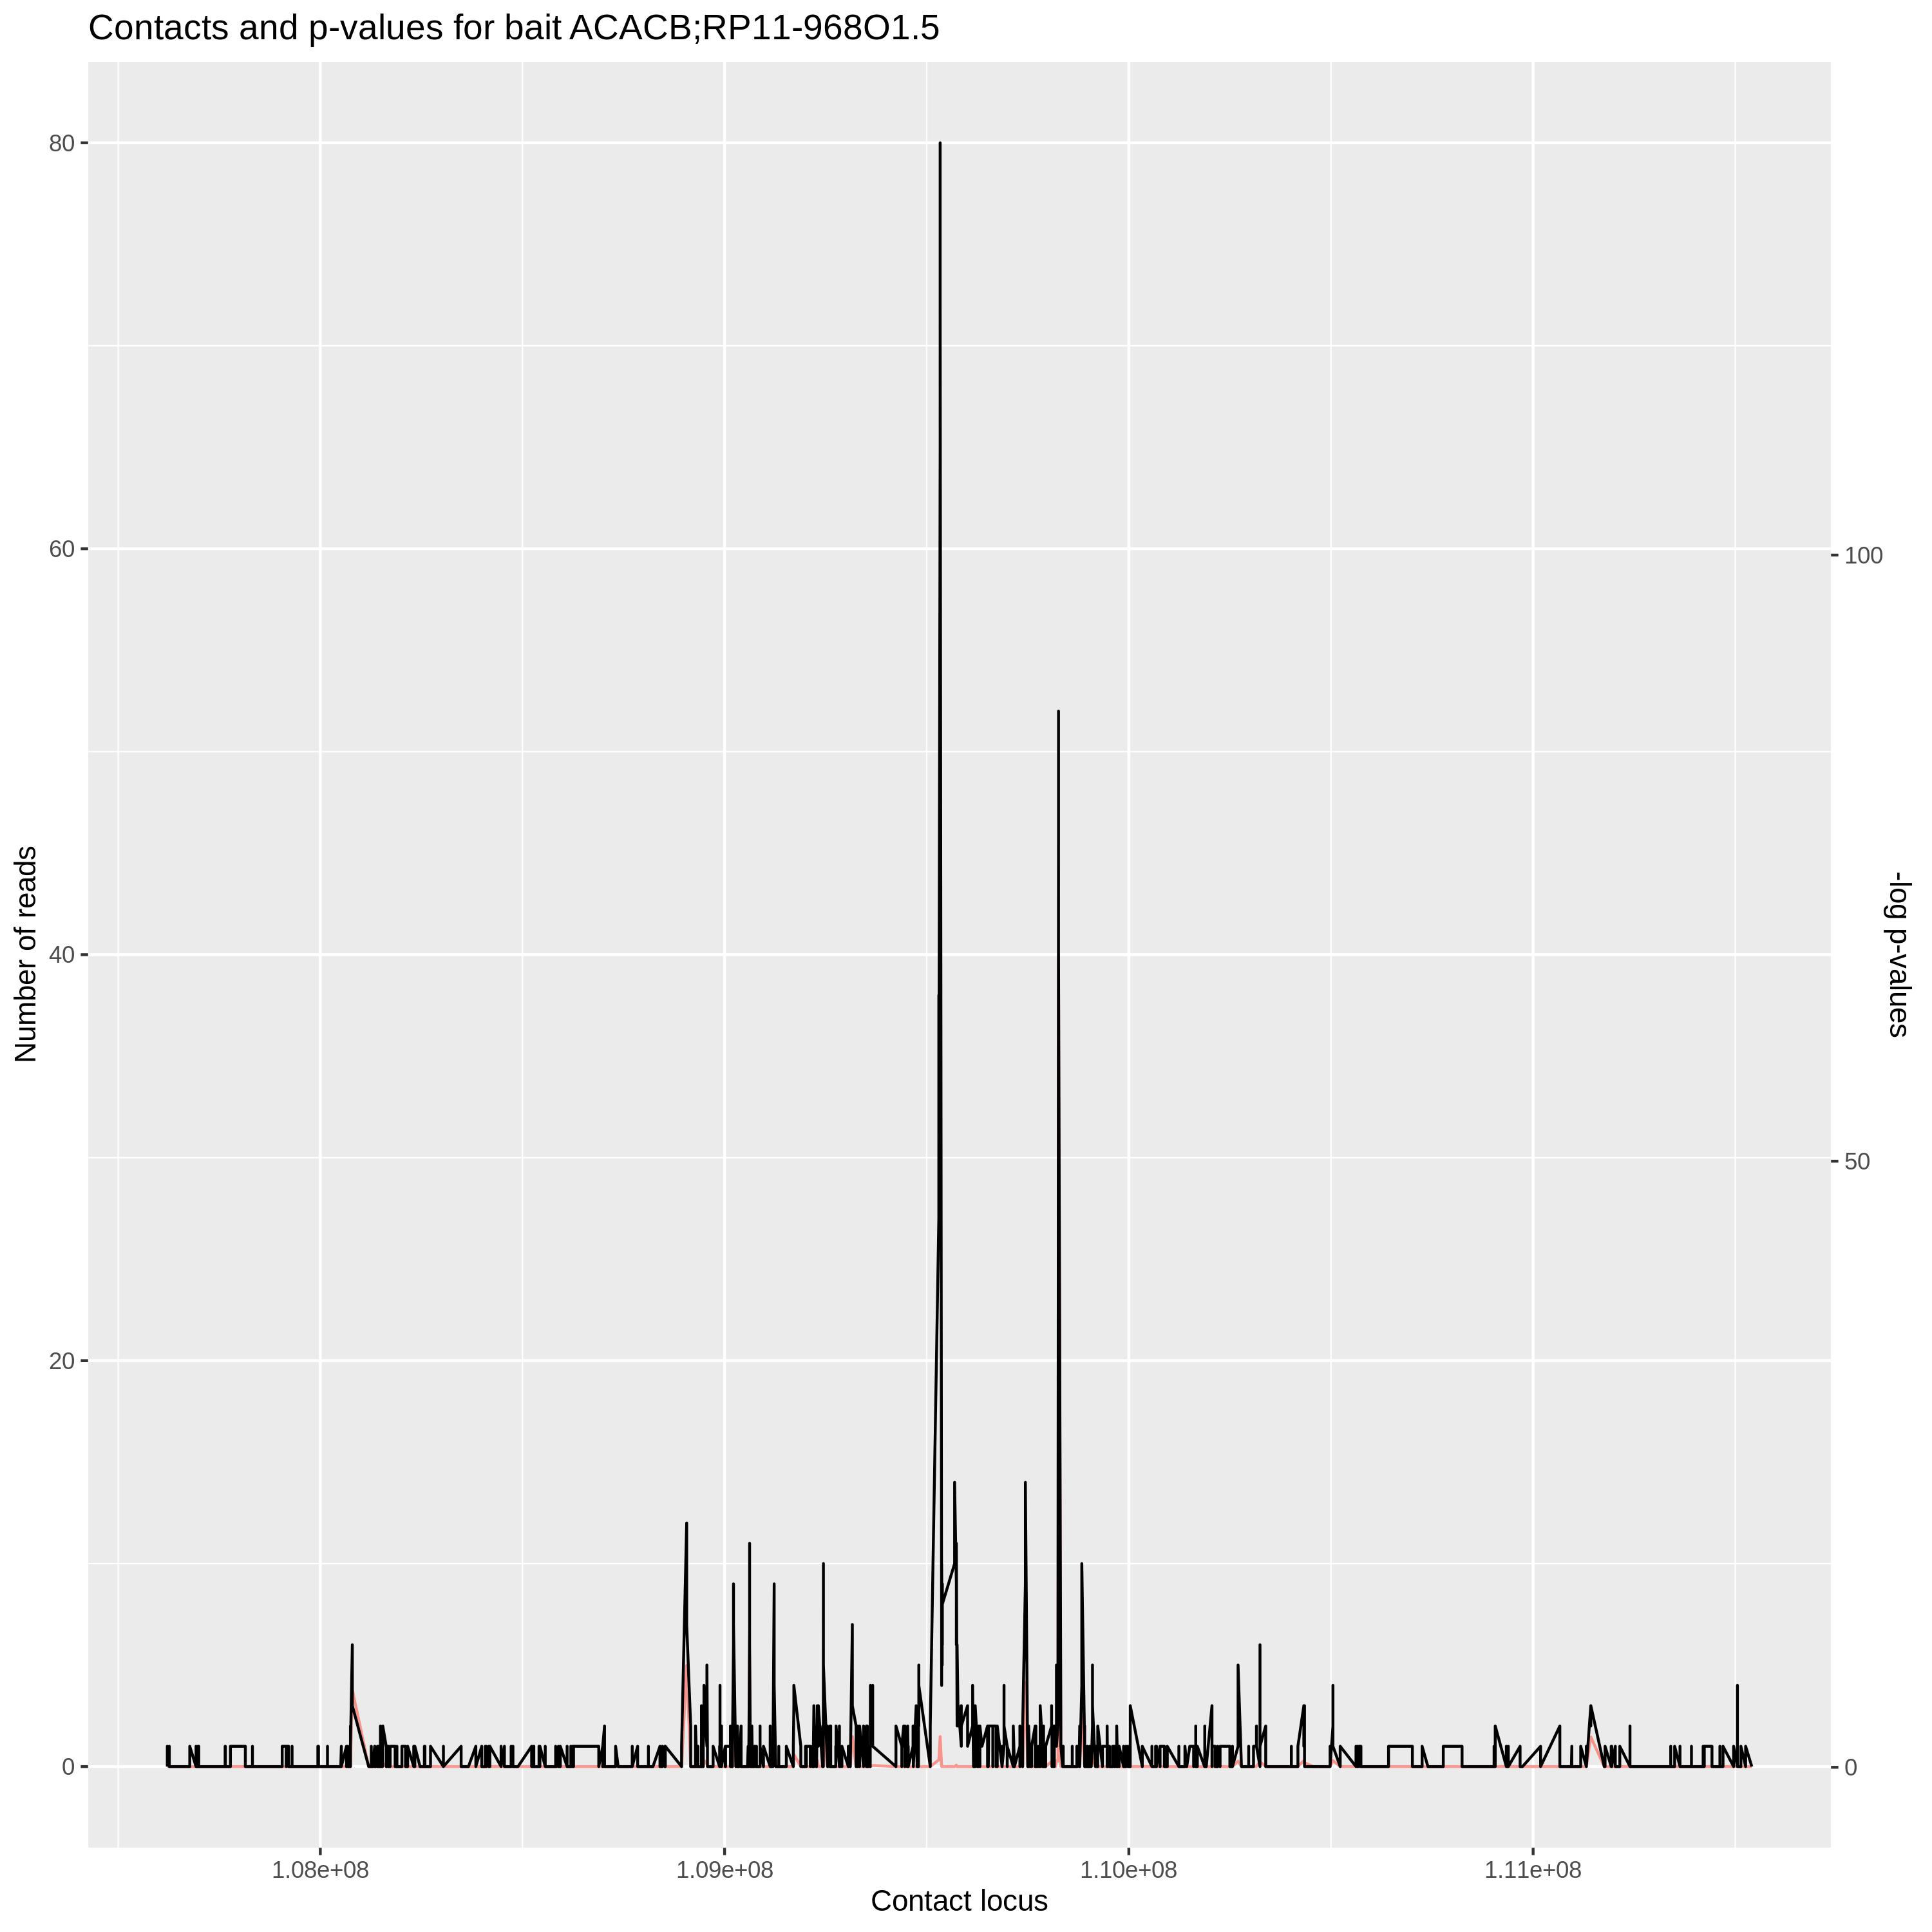 Contacts and p-values for bait ACACB;RP11-968O1.5
80
60
40
20
0
Number of reads
100
50
0
-log p-values
1.08e+08
1.09e+08
1.10e+08
1.11e+08
Contact locus